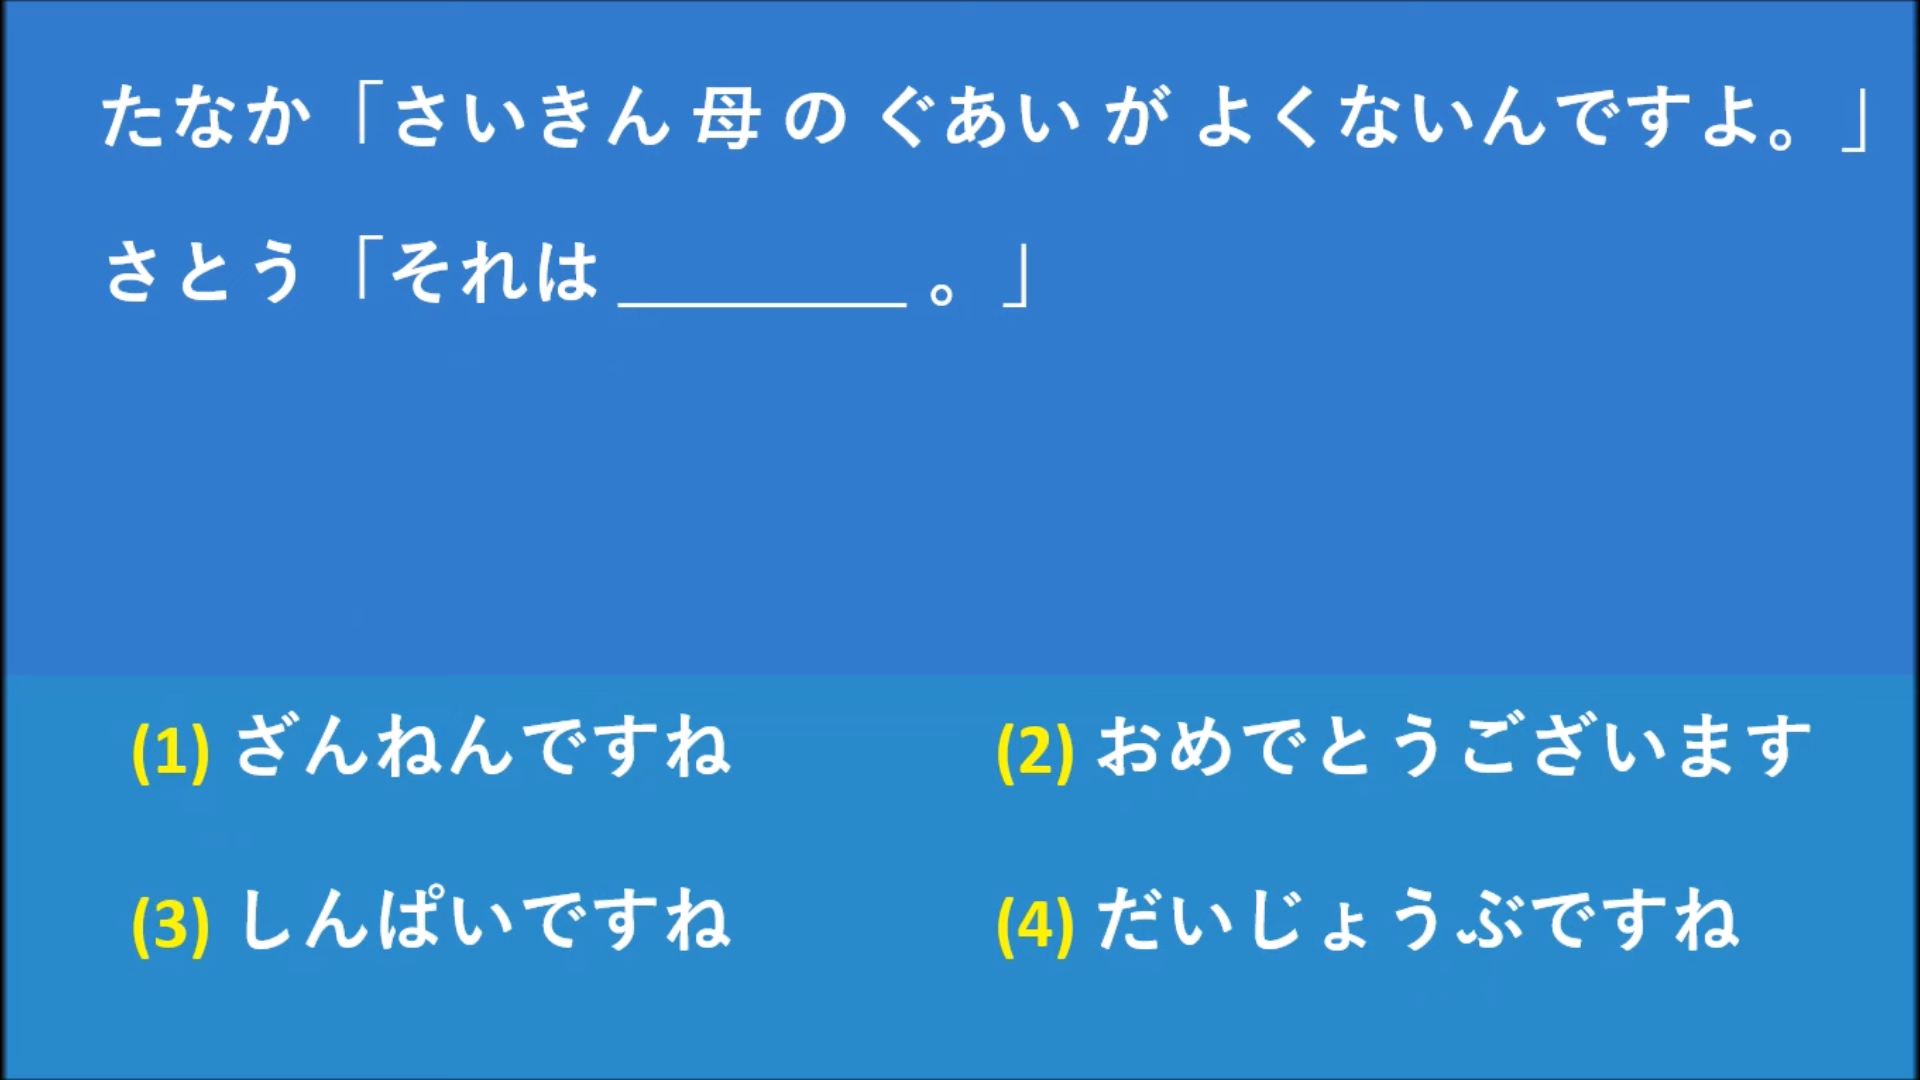 たなか「さいきん 母 の ぐあい が よくないんですよ。」
さとう「それは ________ 。」
(1) ざんねんですね
(2) おめでとうございます
(3) しんぱいですね
(4) だいじょうぶですね